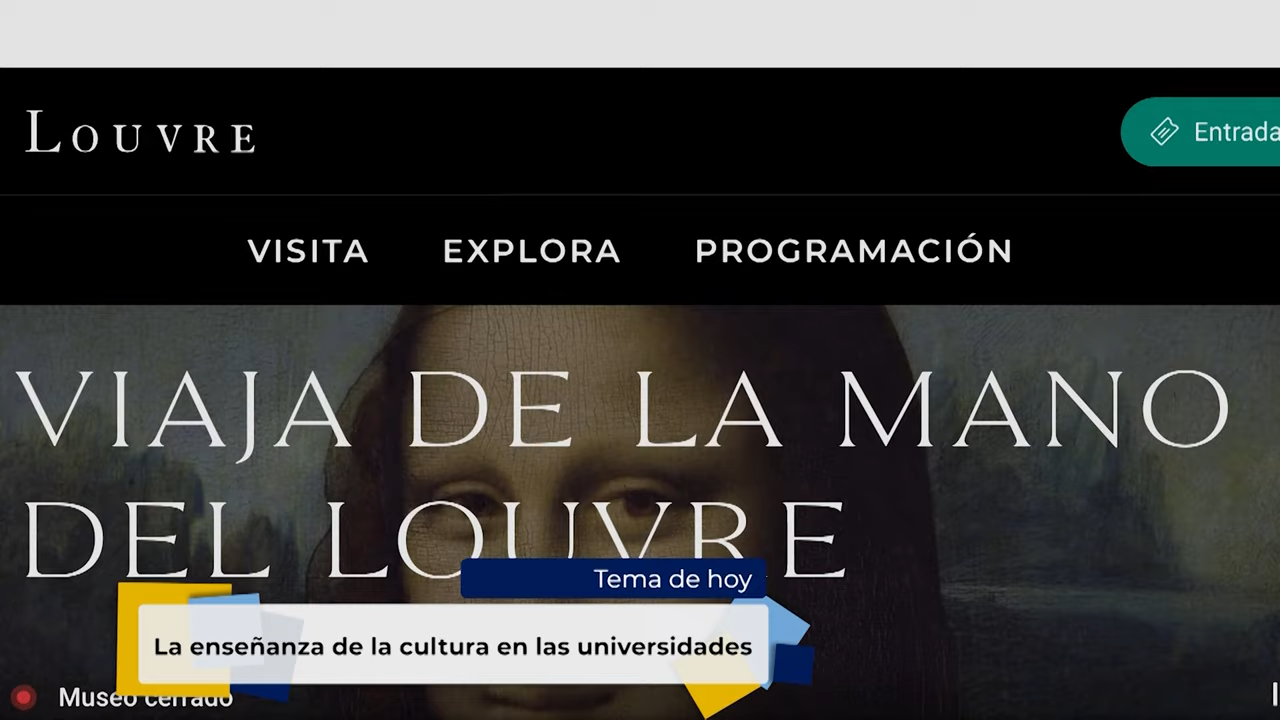 LOUVRE
Entrada
VISITA EXPLORA PROGRAMACIÓN
VIAJA DE LA MANO
DEL LOUVRE
Tema de hoy
La enseñanza de la cultura en las universidades
Museo cerrado